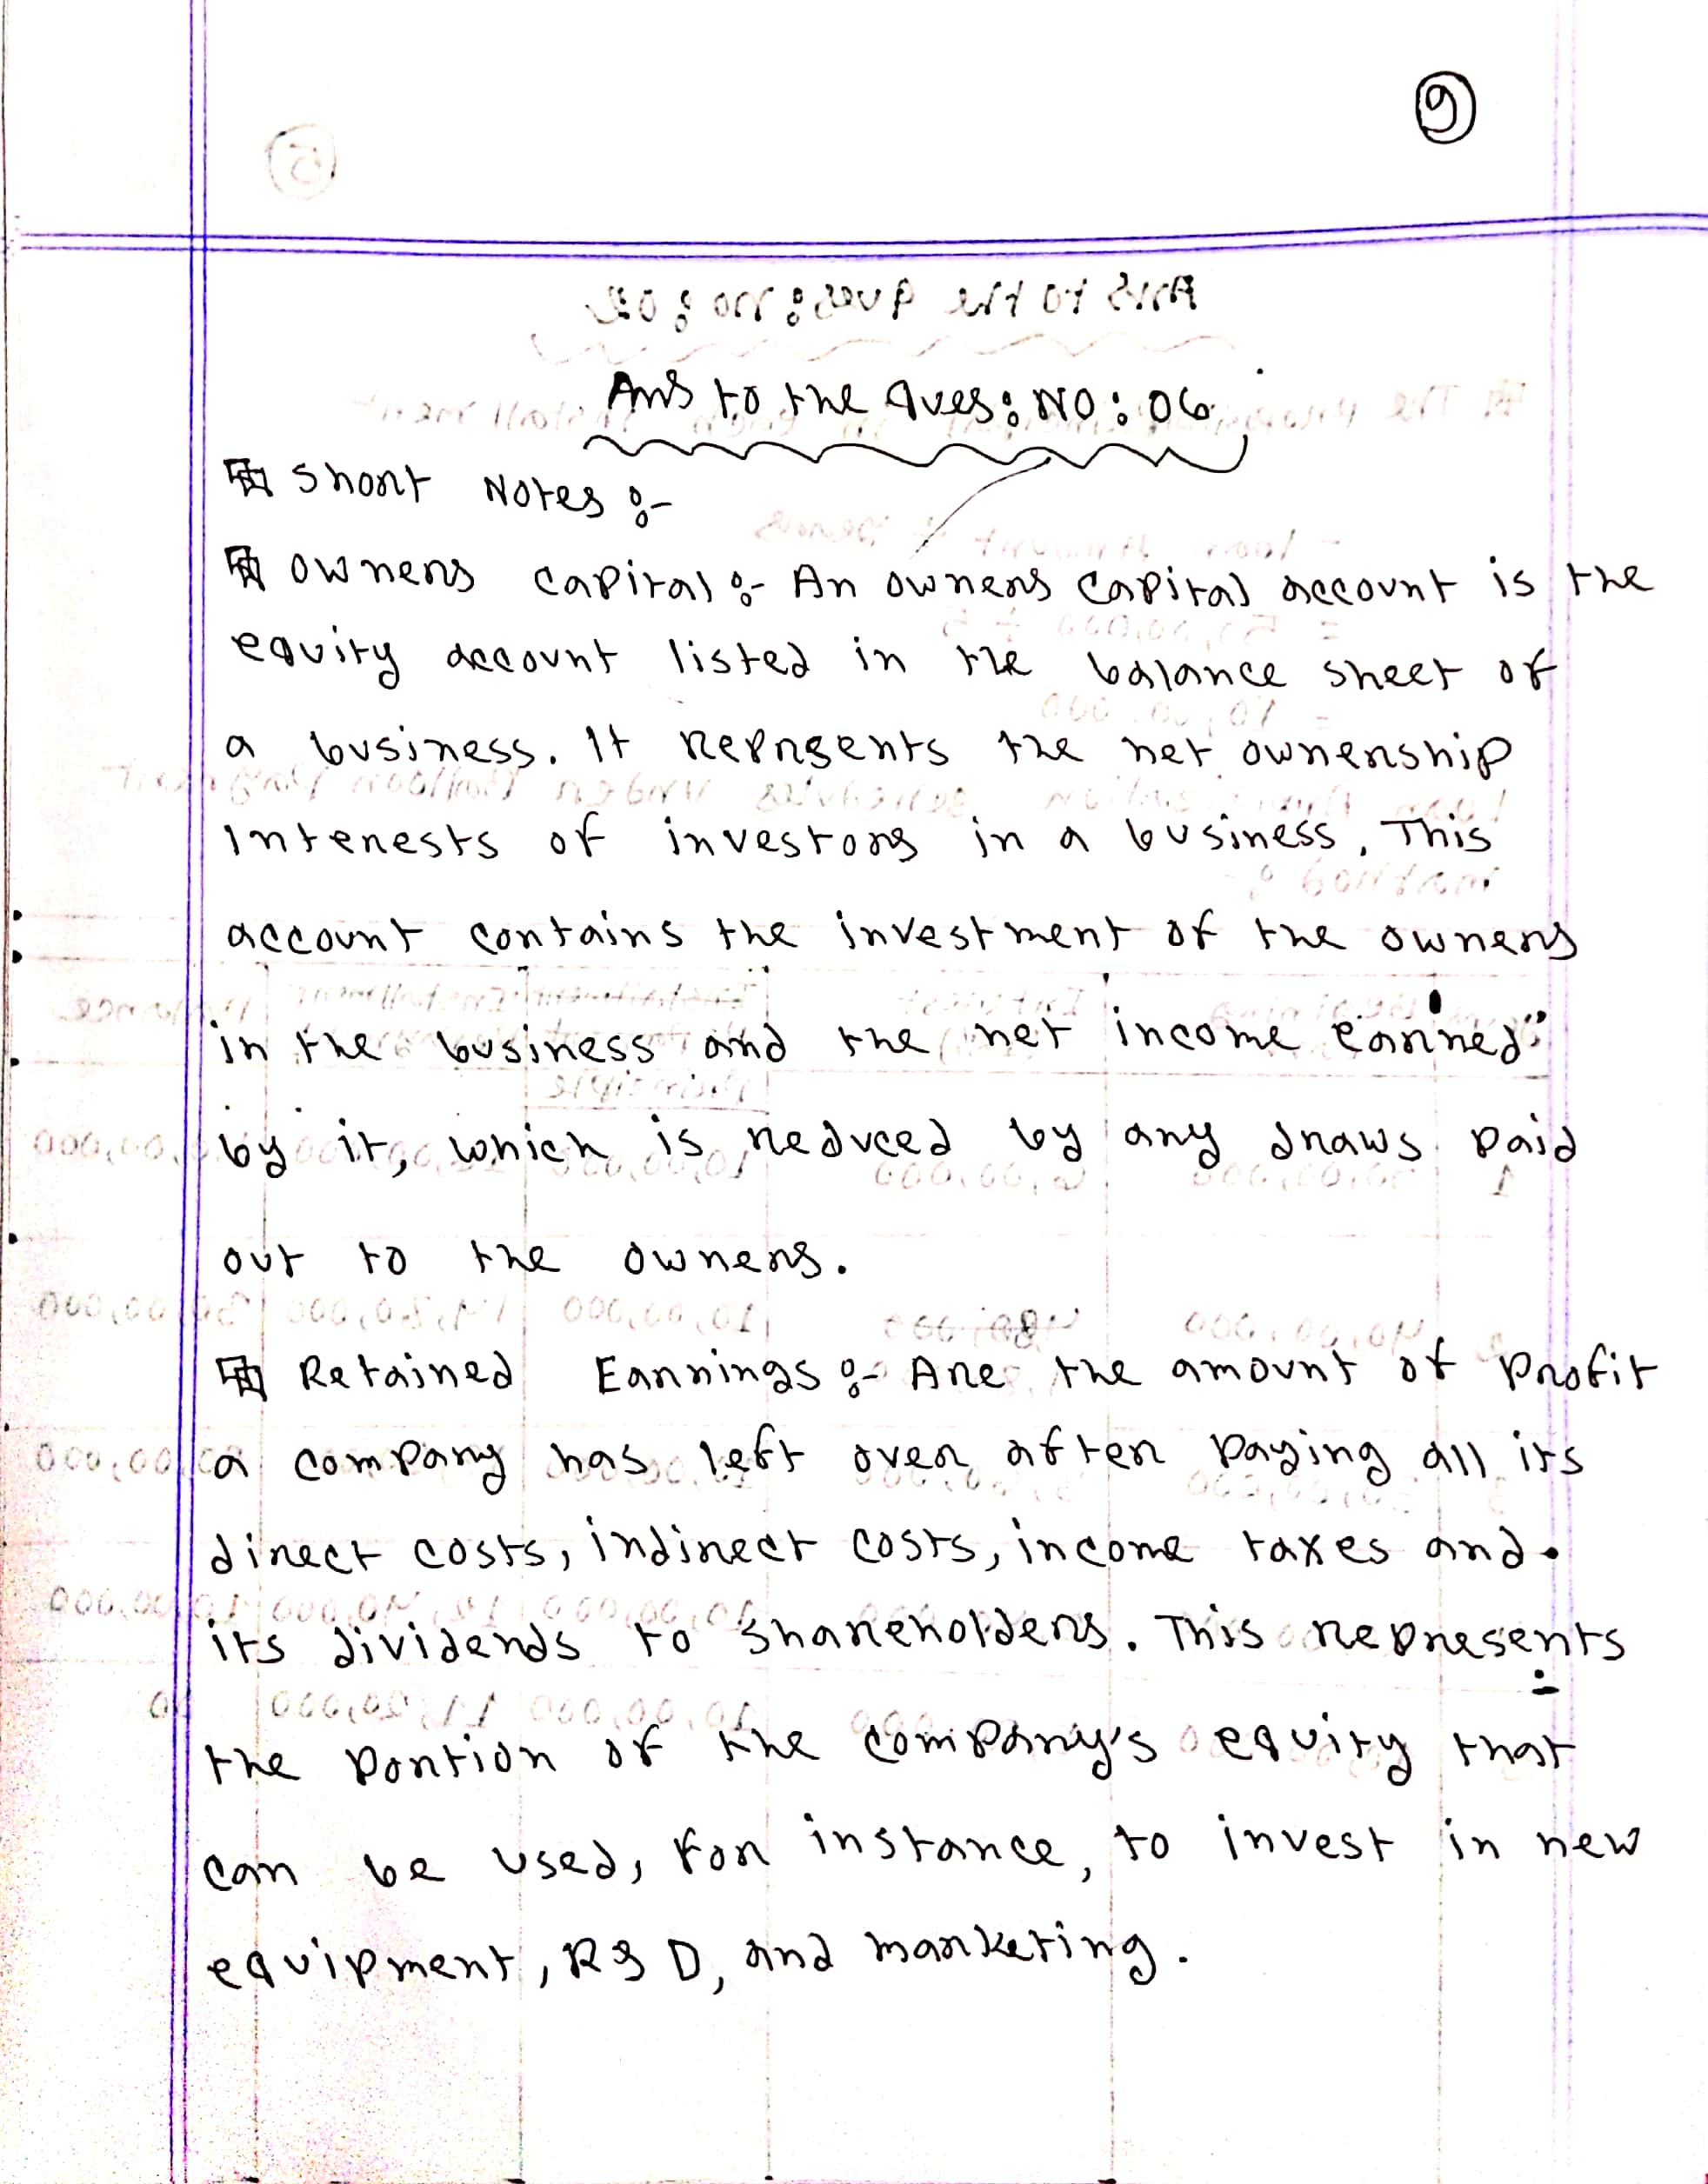 9
Ans to the Ques: NO: 06
Short Notes :-
Owners capital :- An owners capital account is the
equity account listed in the balance sheet of
a business. It reprsents the net ownership
interests of investors in a business, This
account contains the investment of the owners
in the business and the net income earned
by it, which is reduced by any draws paid
out to the owners.
Retained Earnings :- Are the amount of profit
a company has left over after paying all its
direct costs, indirect costs, income taxes and
its dividends to shareholders. This represents
the portion of the company's equity that
can be used, for instance, to invest in new
equipment, R & D, and marketing.